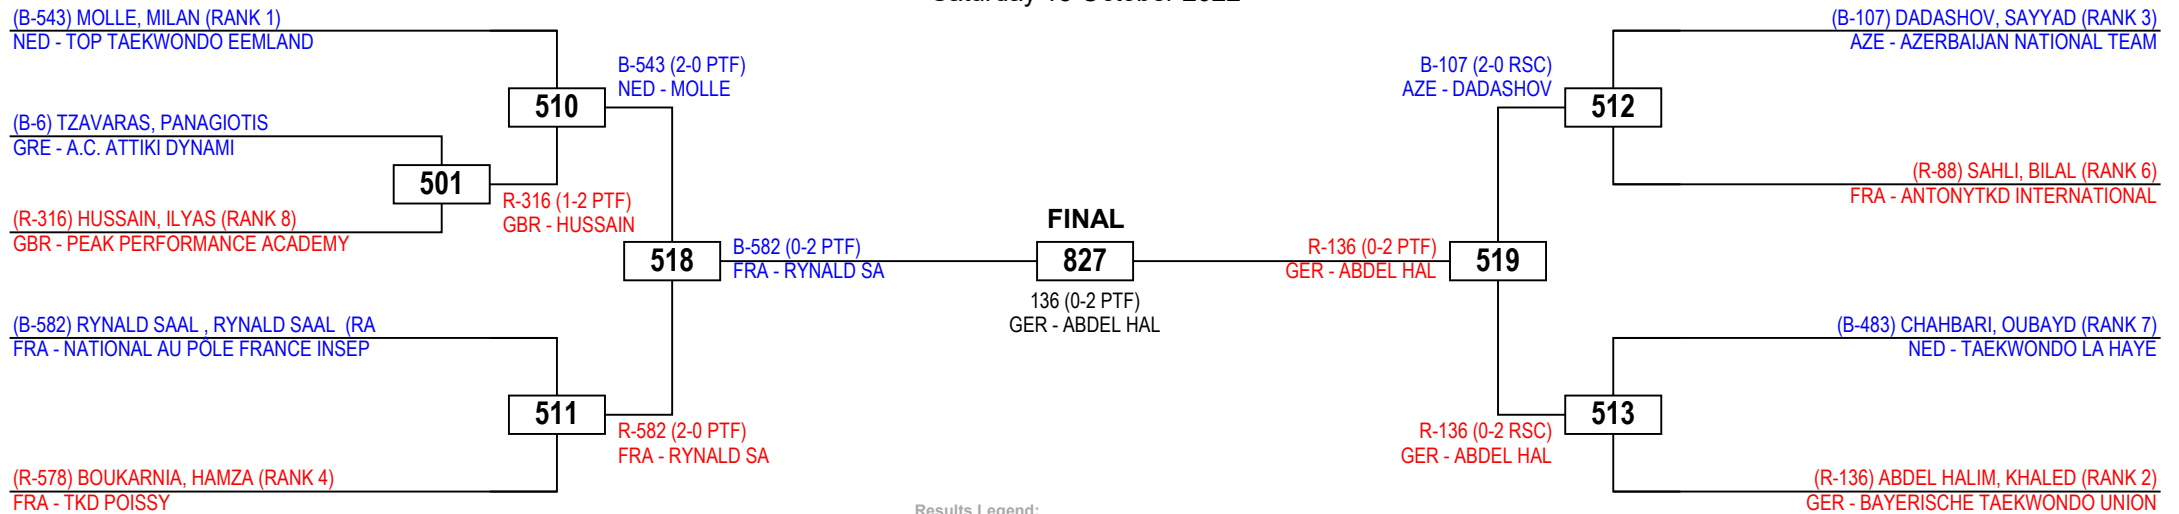 (B-543) MOLLE, MILAN (RANK 1)
NED - TOP TAEKWONDO EEMLAND
(B-107) DADASHOV, SAYYAD (RANK 3)
AZE - AZERBAIJAN NATIONAL TEAM
B-543 (2-0 PTF)
NED - MOLLE
B-107 (2-0 RSC)
AZE - DADASHOV
510
512
(B-6) TZAVARAS, PANAGIOTIS
GRE - A.C. ATTIKI DYNAMI
501
R-316 (1-2 PTF)
GBR - HUSSAIN
(R-88) SAHLI, BILAL (RANK 6)
FRA - ANTONYTKD INTERNATIONAL
(R-316) HUSSAIN, ILYAS (RANK 8)
GBR - PEAK PERFORMANCE ACADEMY
FINAL
518
B-582 (0-2 PTF)
FRA - RYNALD SA
827
R-136 (0-2 PTF)
GER - ABDEL HAL
519
136 (0-2 PTF)
GER - ABDEL HAL
(B-582) RYNALD SAAL , RYNALD SAAL (RA
FRA - NATIONAL AU PÔLE FRANCE INSEP
(B-483) CHAHBARI, OUBAYD (RANK 7)
NED - TAEKWONDO LA HAYE
511
513
R-582 (2-0 PTF)
FRA - RYNALD SA
R-136 (0-2 RSC)
GER - ABDEL HAL
(R-578) BOUKARNIA, HAMZA (RANK 4)
FRA - TKD POISSY
(R-136) ABDEL HALIM, KHALED (RANK 2)
GER - BAYERISCHE TAEKWONDO UNION
Results Legend: